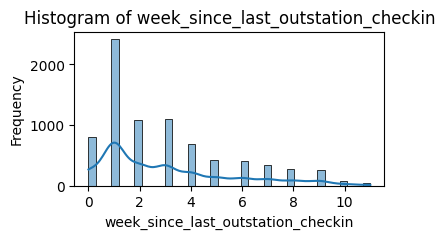 Histogram of week_since_last_outstation_checkin
Frequency
2000
1000
0
0 2 4 6 8 10
week_since_last_outstation_checkin